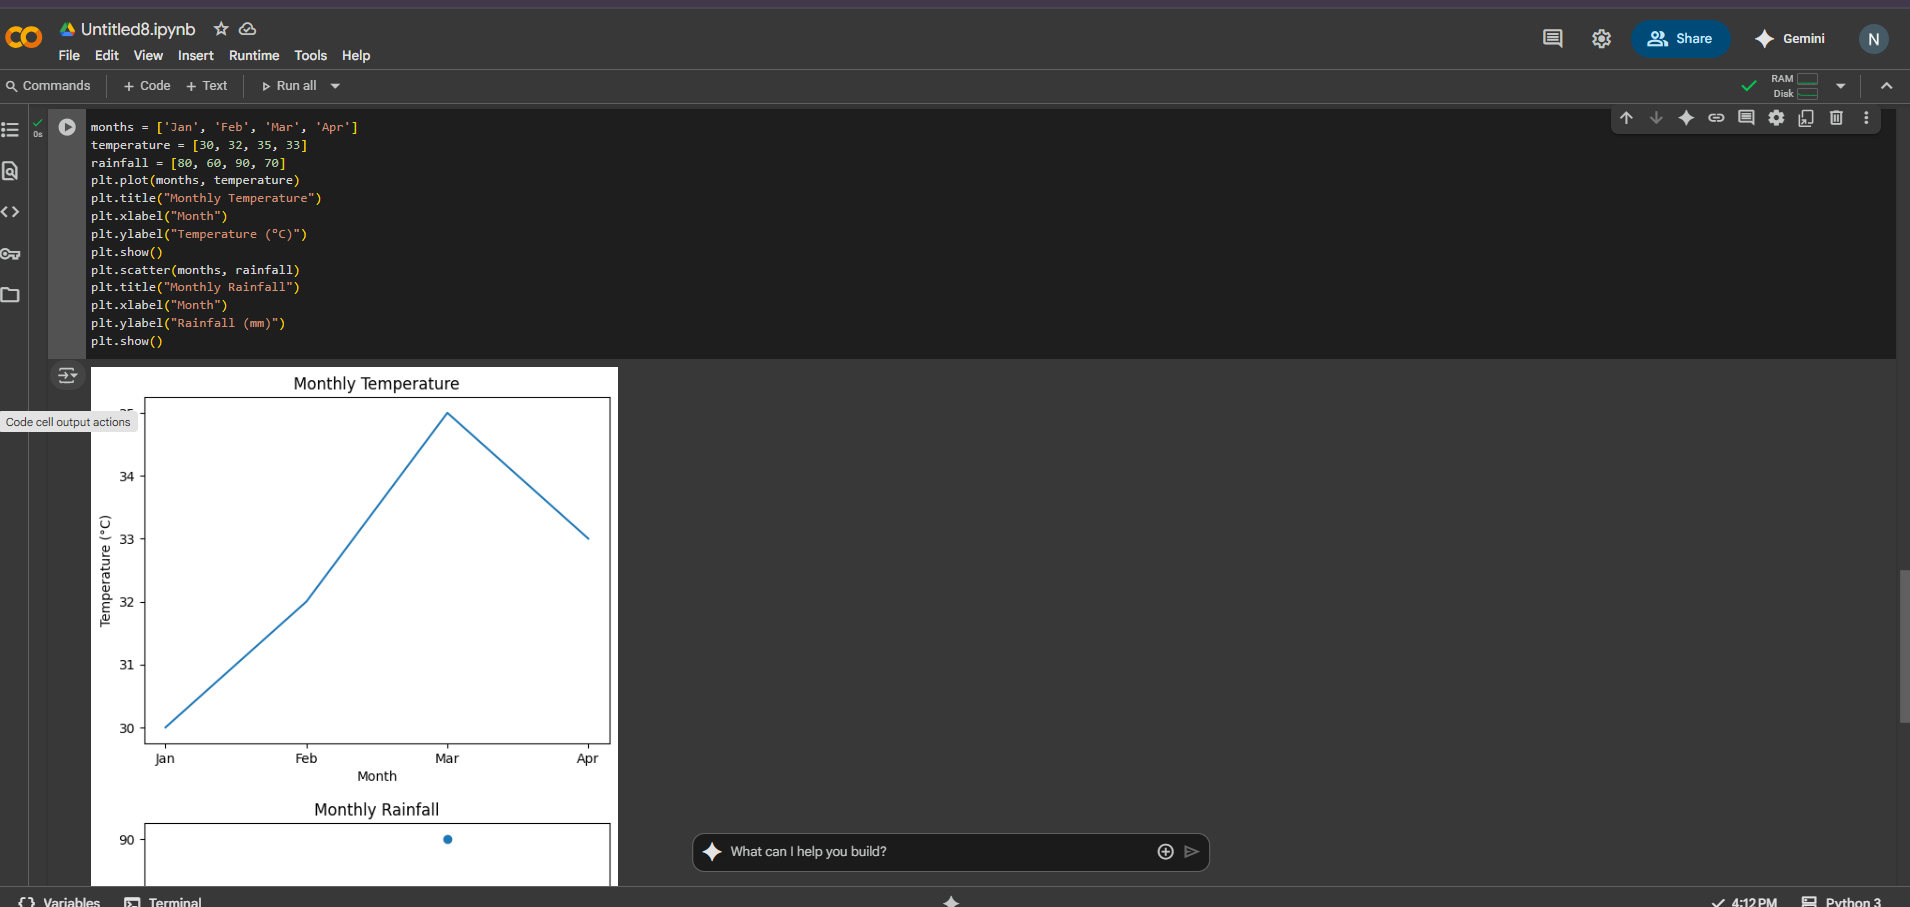 Untitled8.ipynb
File Edit View Insert Runtime Tools Help
Share
Gemini
N
Commands + Code + Text Run all
RAM
Disk
0s
months = ['Jan', 'Feb', 'Mar', 'Apr']
temperature = [30, 32, 35, 33]
rainfall = [80, 60, 90, 70]
plt.plot(months, temperature)
plt.title("Monthly Temperature")
plt.xlabel("Month")
plt.ylabel("Temperature (°C)")
plt.show()
plt.scatter(months, rainfall)
plt.title("Monthly Rainfall")
plt.xlabel("Month")
plt.ylabel("Rainfall (mm)")
plt.show()
Monthly Temperature
Code cell output actions
34
33
32
31
30
Temperature (°C)
Jan Feb Mar Apr
Month
Monthly Rainfall
90
What can I help you build?
Variables Terminal
4:12 PM Python 3